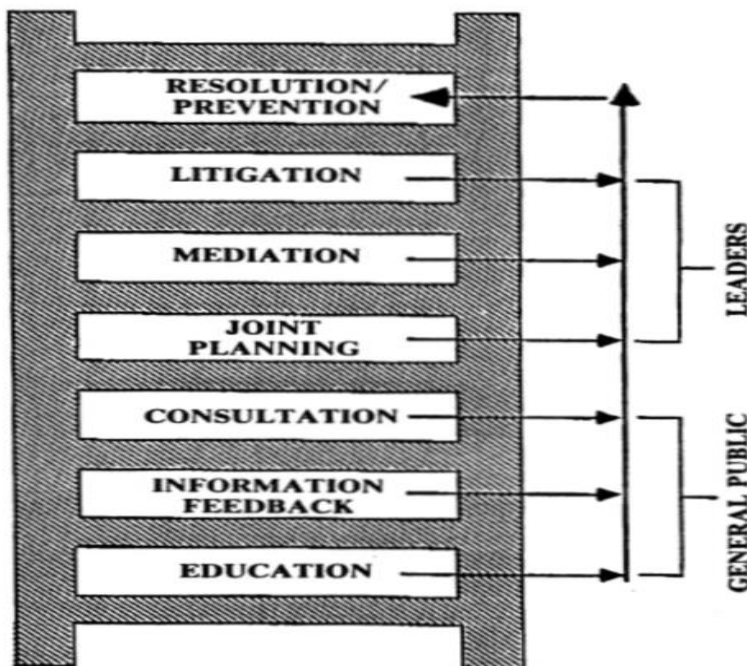 RESOLUTION/
PREVENTION
LITIGATION
MEDIATION
JOINT
PLANNING
CONSULTATION
INFORMATION
FEEDBACK
EDUCATION
LEADERS
GENERAL PUBLIC